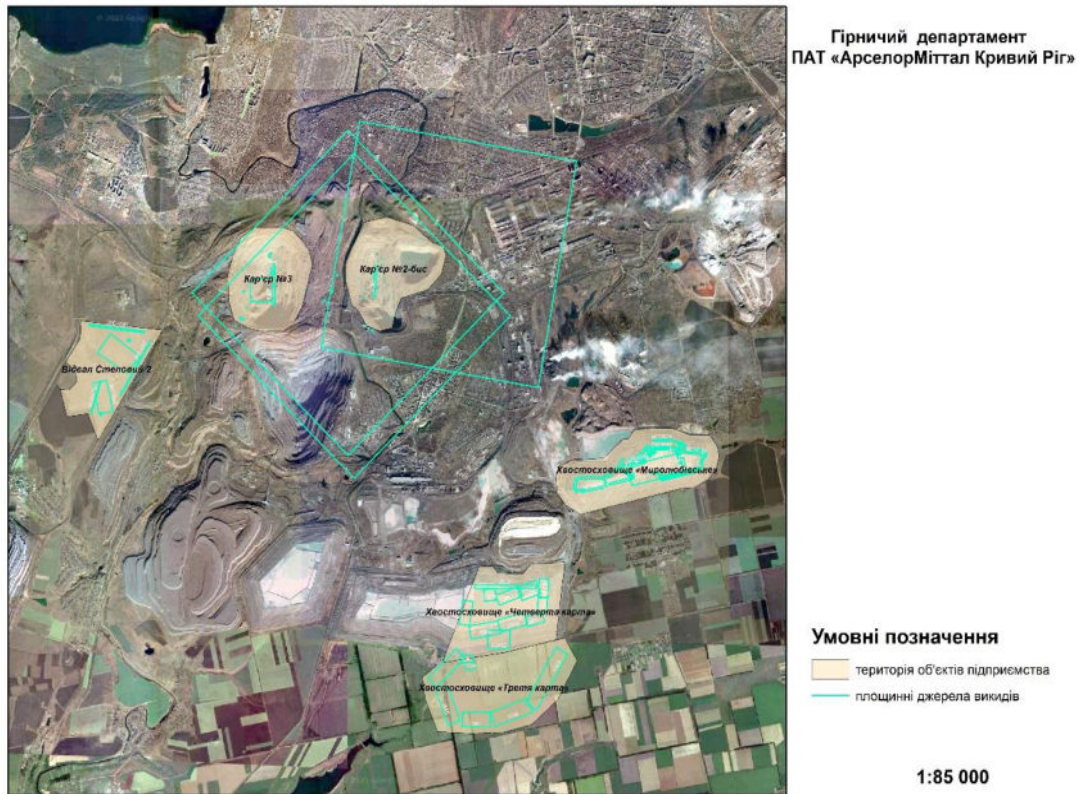 Гірничий департамент
ПАТ «АрселорМіттал Кривий Ріг»
Кар'єр №3
Кар'єр №2-бис
Відвал Степовий 2
Хвостосховище «Миролюбівське»
Хвостосховище «Четверта карта»
Хвостосховище «Третя карта»
Умовні позначення
територія об'єктів підприємства
площинні джерела викидів
1:85 000